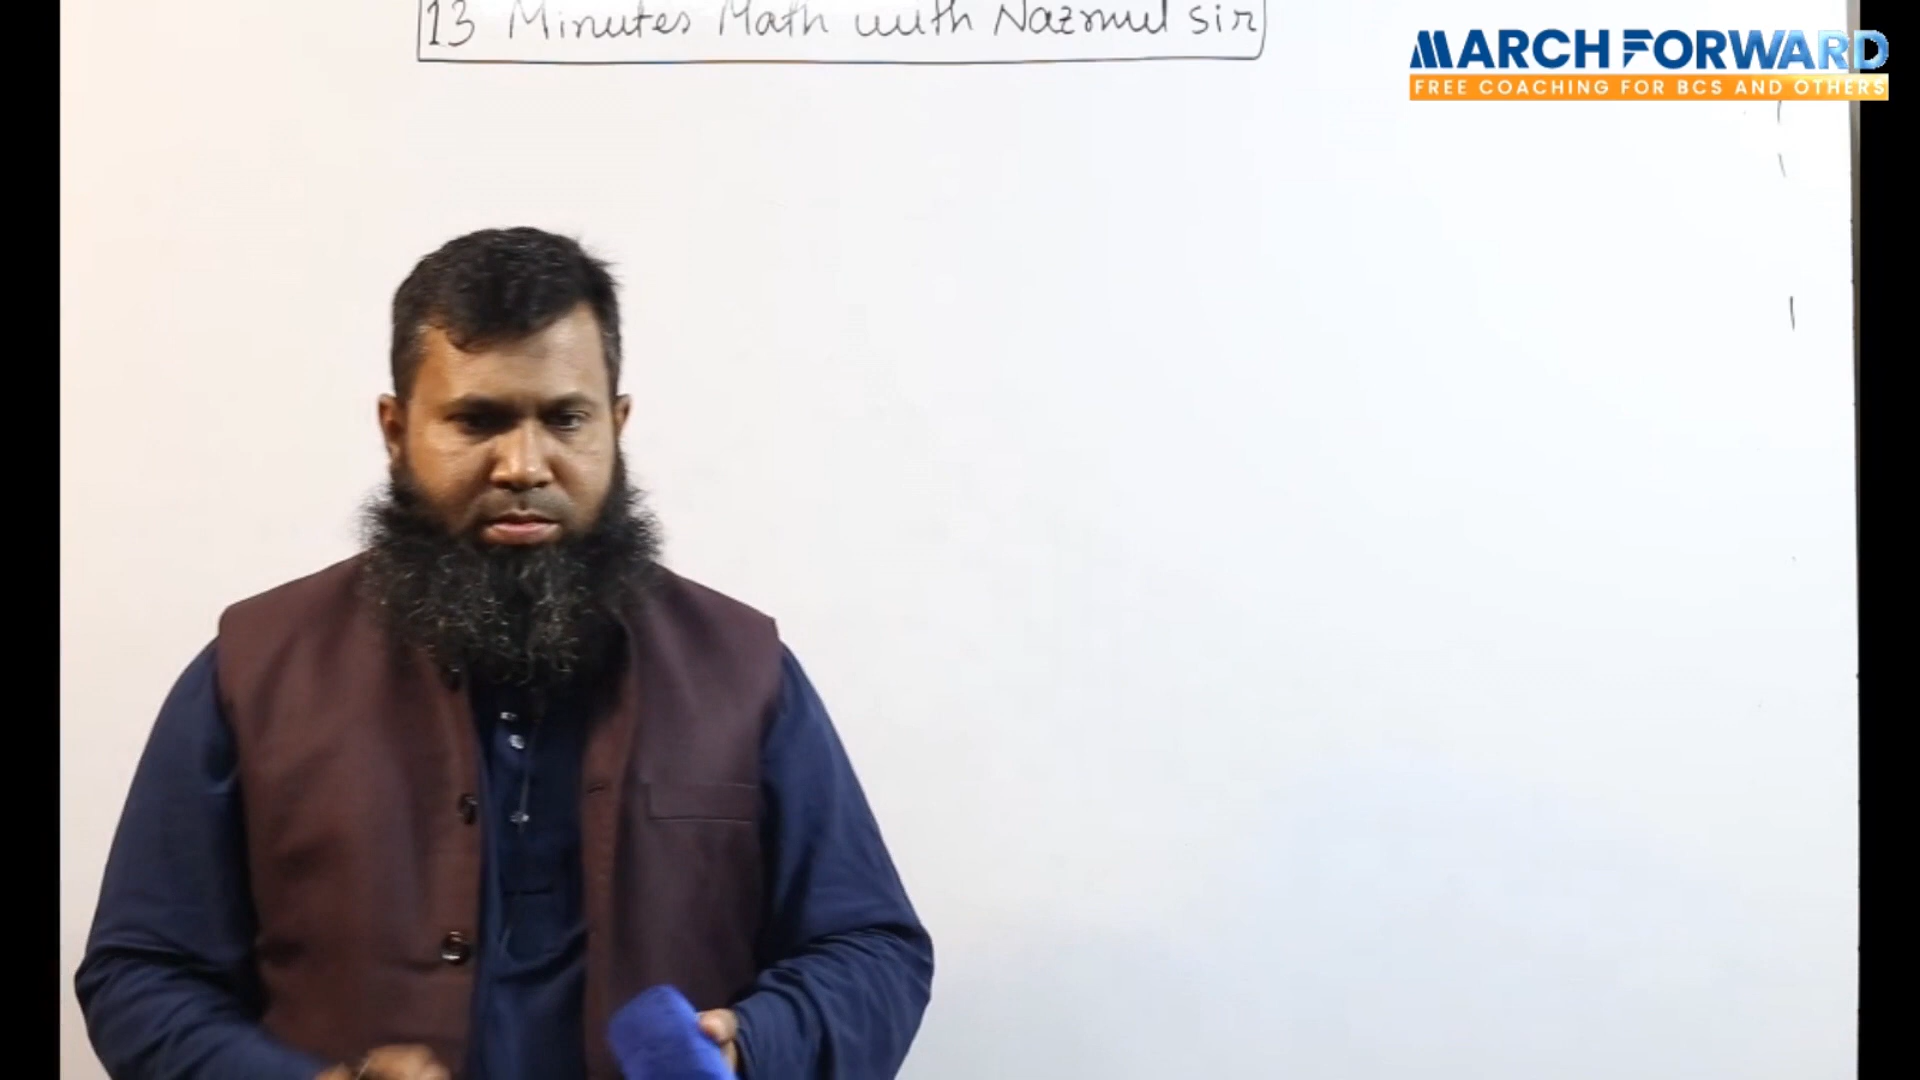 13 Minutes Math with Nazmul sir
MARCH FORWARD
FREE COACHING FOR BCS AND OTHERS